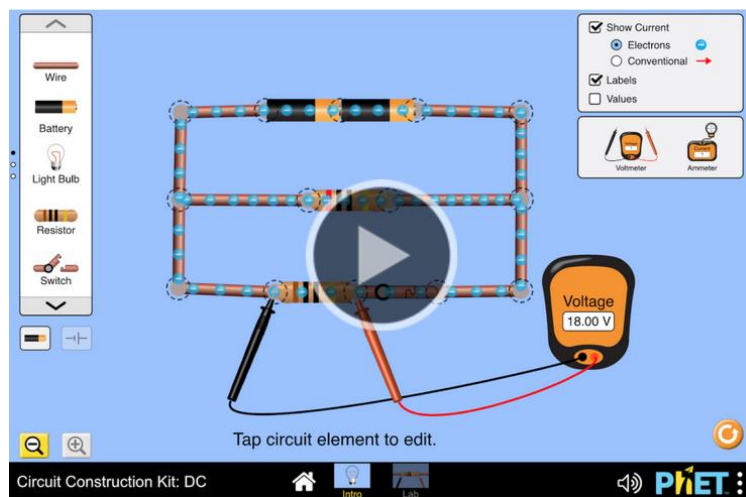 Wire
Battery
Light Bulb
Resistor
Switch
Show Current
Electrons
Conventional
Labels
Values
Voltmeter
Current
Ammeter
Voltage
18.00 V
Tap circuit element to edit.
Circuit Construction Kit: DC
Intro
Lab
PhET